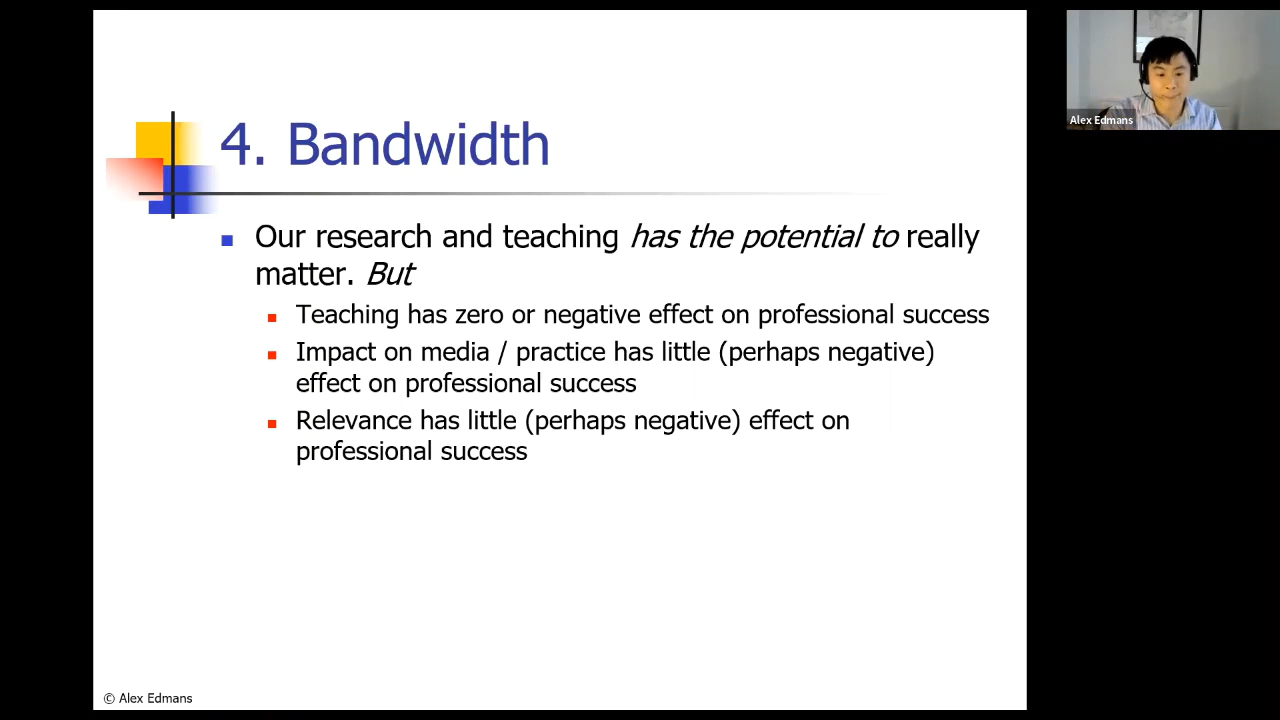 4. Bandwidth
Our research and teaching has the potential to really
matter. But
Teaching has zero or negative effect on professional success
Impact on media / practice has little (perhaps negative)
effect on professional success
Relevance has little (perhaps negative) effect on
professional success
© Alex Edmans
Alex Edmans